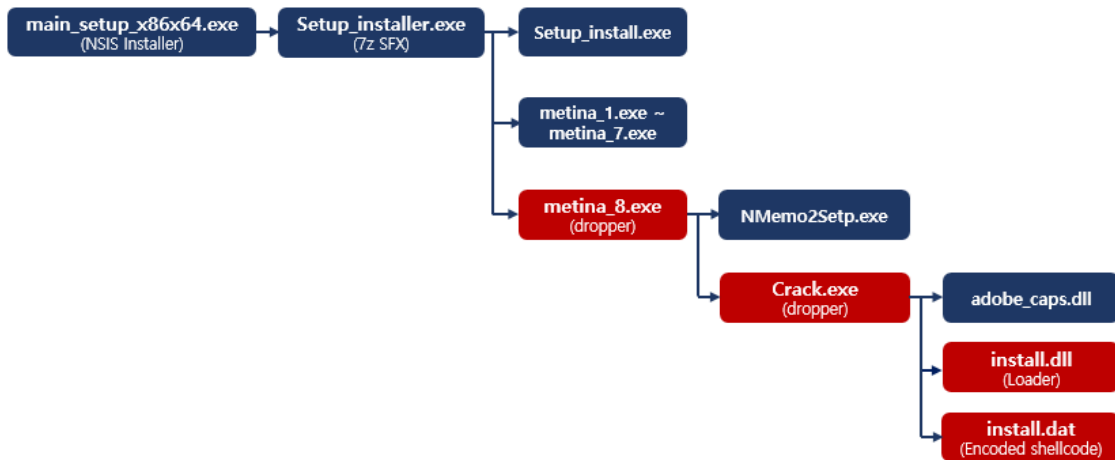 main_setup_x86x64.exe
(NSIS Installer)
Setup_installer.exe
(7z SFX)
Setup_install.exe
metina_1.exe ~
metina_7.exe
metina_8.exe
(dropper)
NMemo2Setp.exe
Crack.exe
(dropper)
adobe_caps.dll
install.dll
(Loader)
install.dat
(Encoded shellcode)